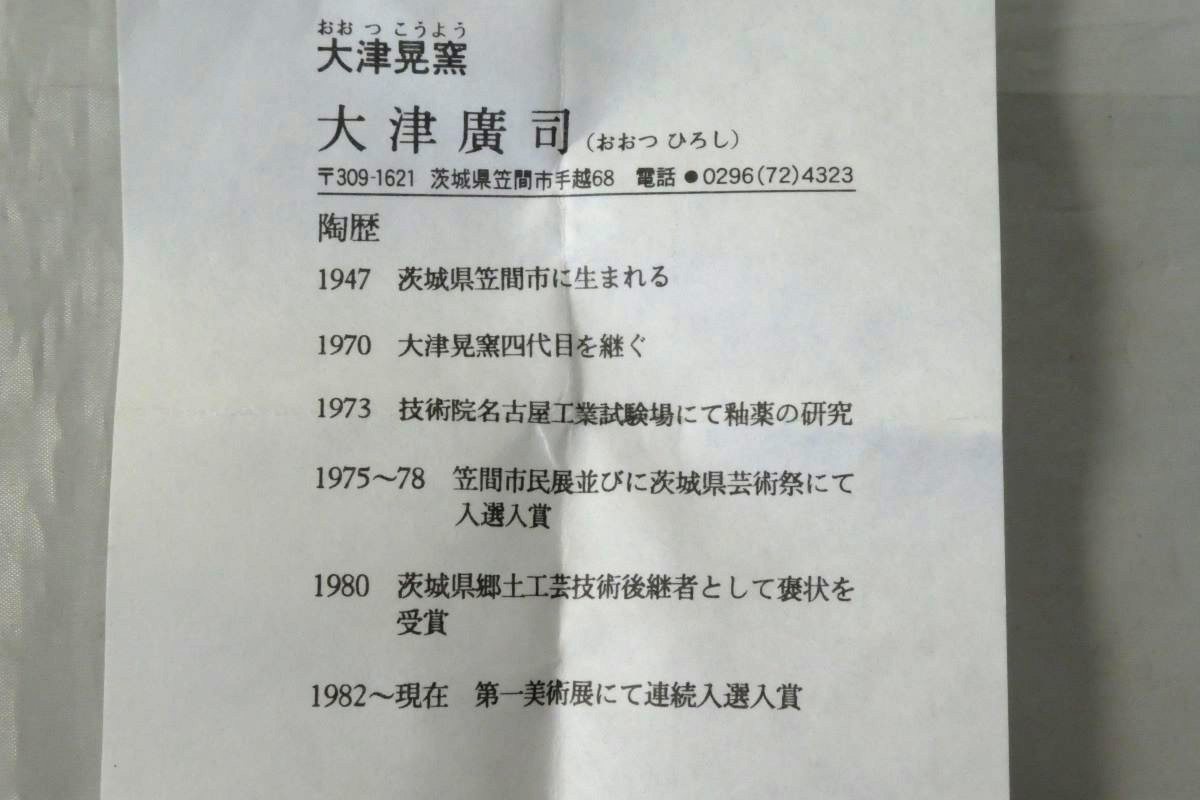 おおつこうよう
大津晃窯
大津廣司(おおつ ひろし)
〒309-1621 茨城県笠間市手越68 電話●0296(72)4323
陶歴
1947 茨城県笠間市に生まれる
1970 大津晃窯四代目を継ぐ
1973 技術院名古屋工業試験場にて釉薬の研究
1975〜78 笠間市民展並びに茨城県芸術祭にて
入選入賞
1980 茨城県郷土工芸技術後継者として褒状を
受賞
1982〜現在 第一美術展にて連続入選入賞